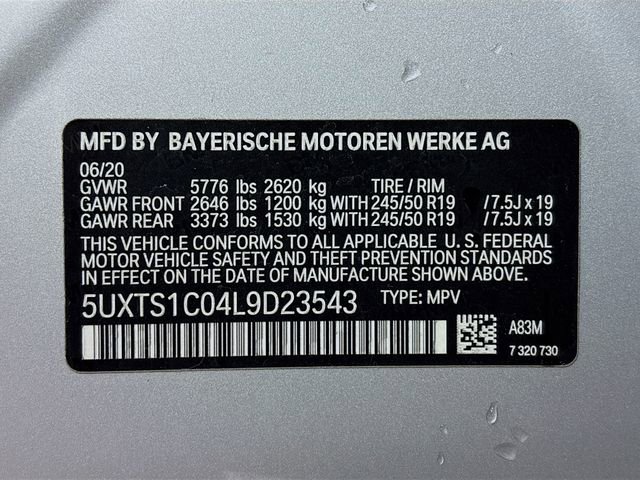 MFD BY BAYERISCHE MOTOREN WERKE AG
06/20
GVWR 5776 lbs 2620 kg TIRE / RIM
GAWR FRONT 2646 lbs 1200 kg WITH 245/50 R19 /7.5J x 19
GAWR REAR 3373 lbs 1530 kg WITH 245/50 R19 /7.5J x 19
THIS VEHICLE CONFORMS TO ALL APPLICABLE U. S. FEDERAL
MOTOR VEHICLE SAFETY AND THEFT PREVENTION STANDARDS
IN EFFECT ON THE DATE OF MANUFACTURE SHOWN ABOVE.
5UXTS1C04L9D23543 TYPE: MPV
A83M
7 320 730